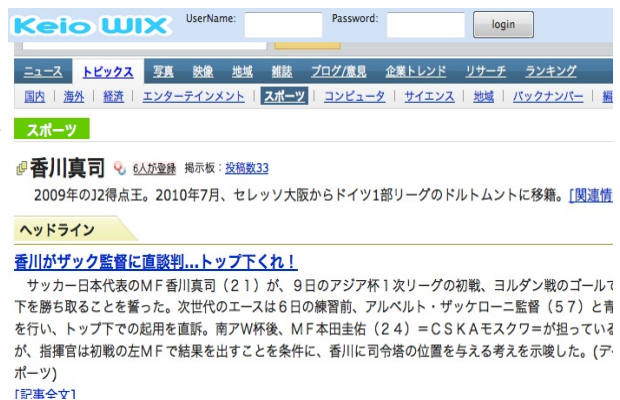 Keio WIX UserName: Password: login
ニュース トピックス 写真 映像 地域 雑誌 ブログ/意見 企業トレンド リサーチ ランキング
国内 | 海外 | 経済 | エンターテインメント | スポーツ | コンピュータ | サイエンス | 地域 | バックナンバー | 編
スポーツ
香川真司 6人が登録 掲示板:投稿数33
2009年のJ2得点王。2010年7月、セレッソ大阪からドイツ1部リーグのドルトムントに移籍。[関連情
ヘッドライン
香川がザック監督に直談判…トップ下くれ!
サッカー日本代表のMF香川真司(21)が、9日のアジア杯1次リーグの初戦、ヨルダン戦のゴールで
下を勝ち取ることを誓った。次世代のエースは6日の練習前、アルベルト・ザッケローニ監督(57)と青
を行い、トップ下での起用を直訴。南アW杯後、MF本田圭佑(24)=CSKAモスクワ=が担っている
が、指揮官は初戦の左MFで結果を出すことを条件に、香川に司令塔の位置を与える考えを示唆した。(デ
ポーツ)
[記事全文]